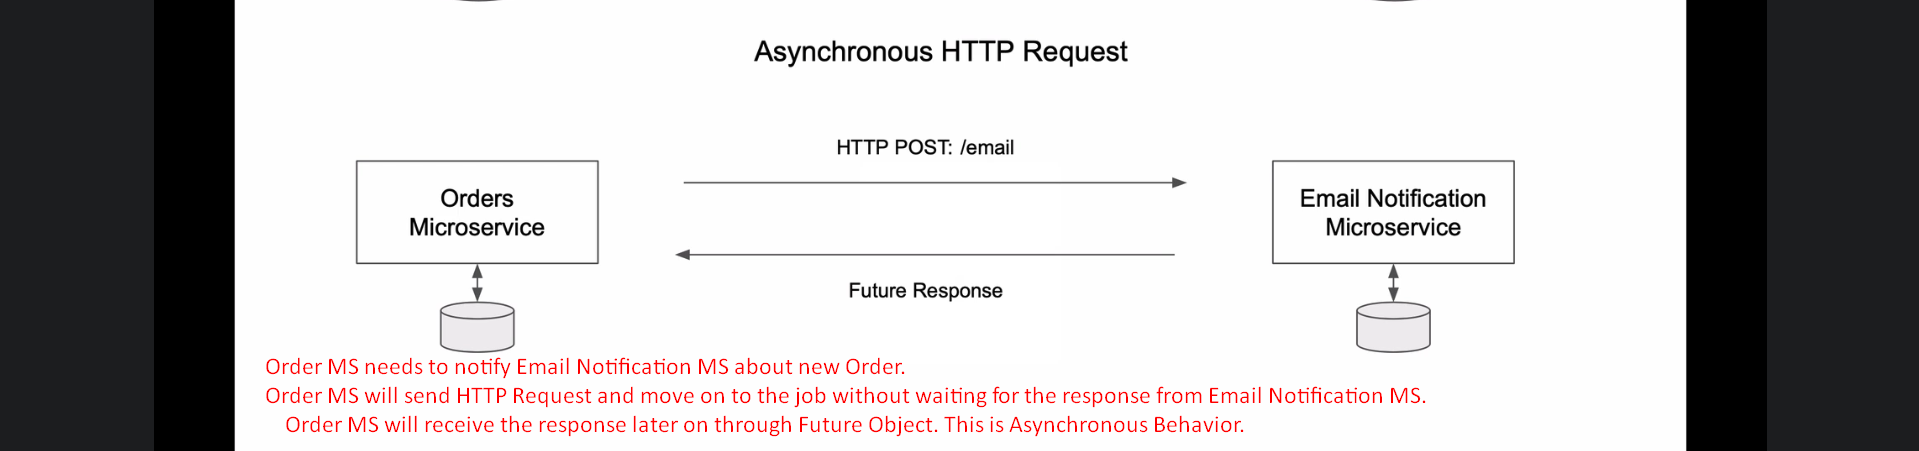 Asynchronous HTTP Request
HTTP POST: /email
Orders
Microservice
Email Notification
Microservice
Future Response
Order MS needs to notify Email Notification MS about new Order.
Order MS will send HTTP Request and move on to the job without waiting for the response from Email Notification MS.
Order MS will receive the response later on through Future Object. This is Asynchronous Behavior.